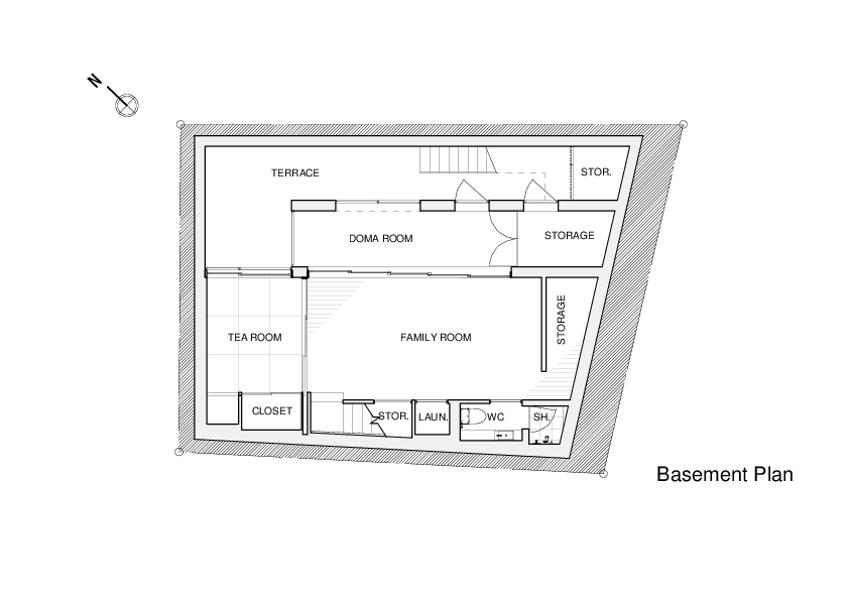 N
TERRACE
STOR.
DOMA ROOM
STORAGE
STORAGE
TEA ROOM
FAMILY ROOM
CLOSET
STOR.
LAUN.
WC
SH.
Basement Plan